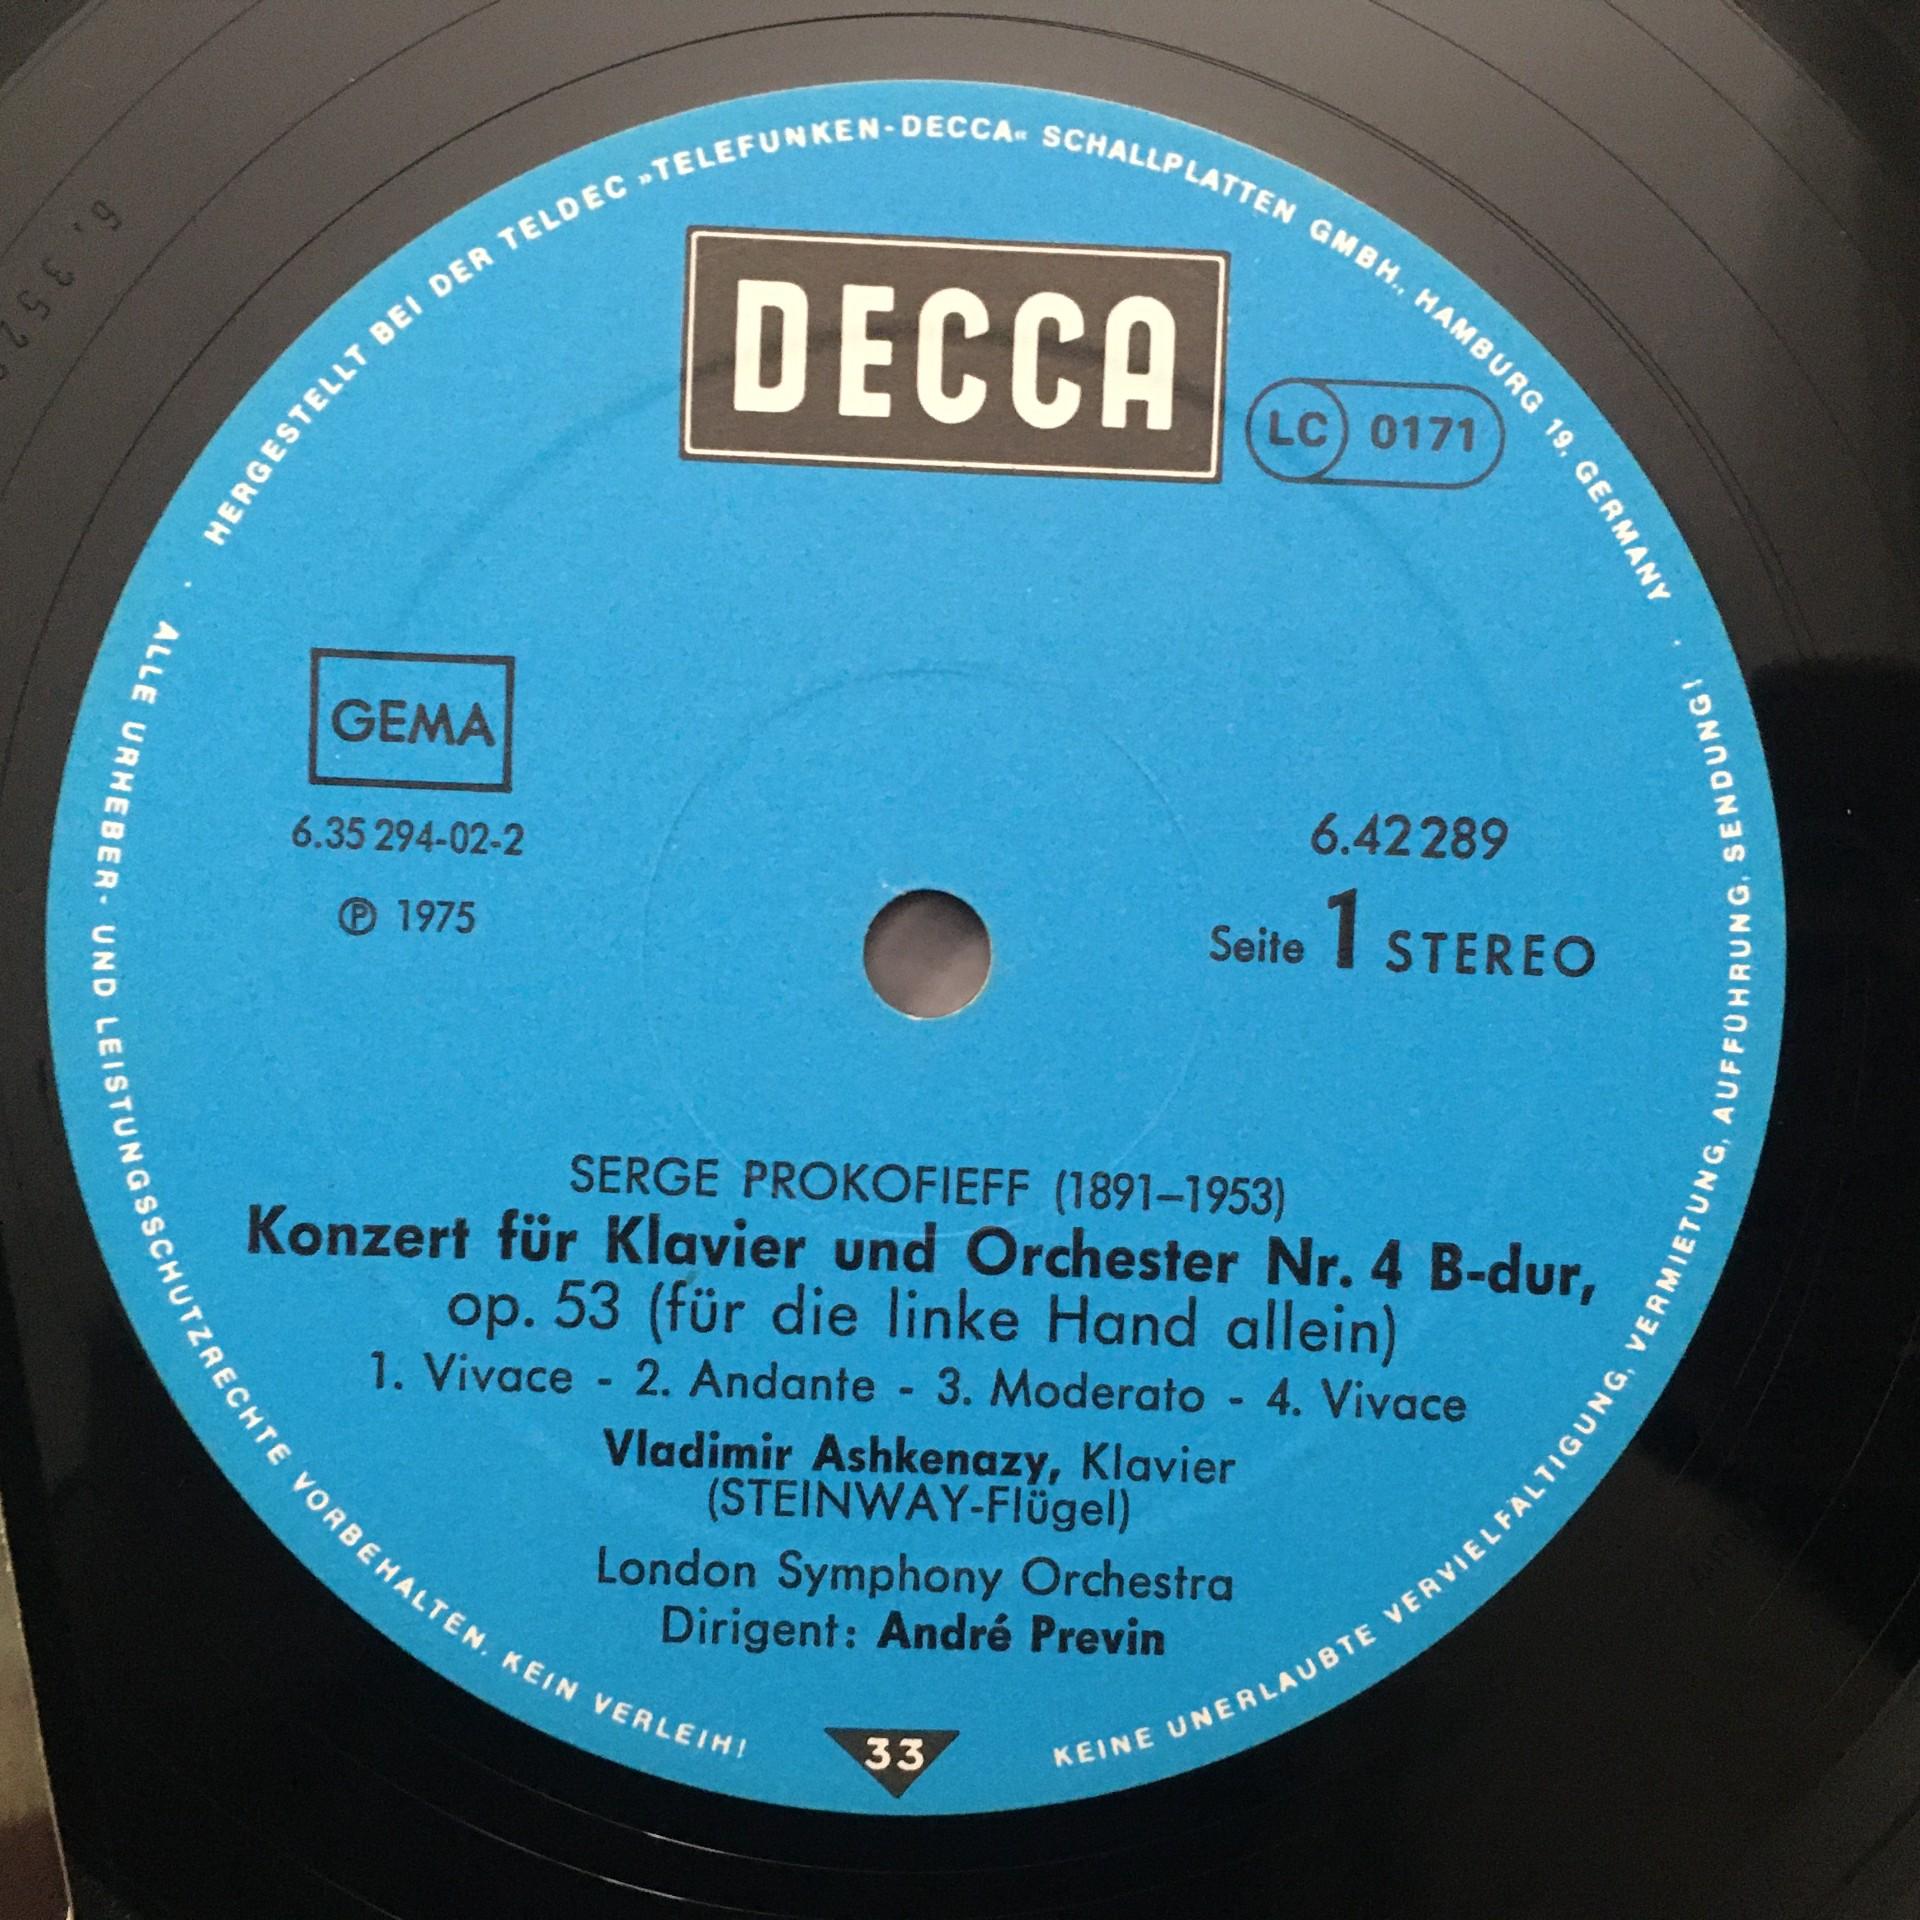 HERGESTELLT BEI DER TELDEC »TELEFUNKEN-DECCA« SCHALLPLATTEN GMBH., HAMBURG 19, GERMANY
DECCA
LC 0171
GEMA
6.35 294-02-2
℗ 1975
6.42289
Seite 1 STEREO
SERGE PROKOFIEFF (1891–1953)
Konzert für Klavier und Orchester Nr. 4 B-dur,
op. 53 (für die linke Hand allein)
1. Vivace - 2. Andante - 3. Moderato - 4. Vivace
Vladimir Ashkenazy, Klavier
(STEINWAY-Flügel)
London Symphony Orchestra
Dirigent: André Previn
33
ALLE URHEBER- UND LEISTUNGSSCHUTZRECHTE VORBEHALTEN. KEIN VERLEIH!
KEINE UNERLAUBTE VERVIELFÄLTIGUNG, VERMIETUNG, AUFFÜHRUNG, SENDUNG!